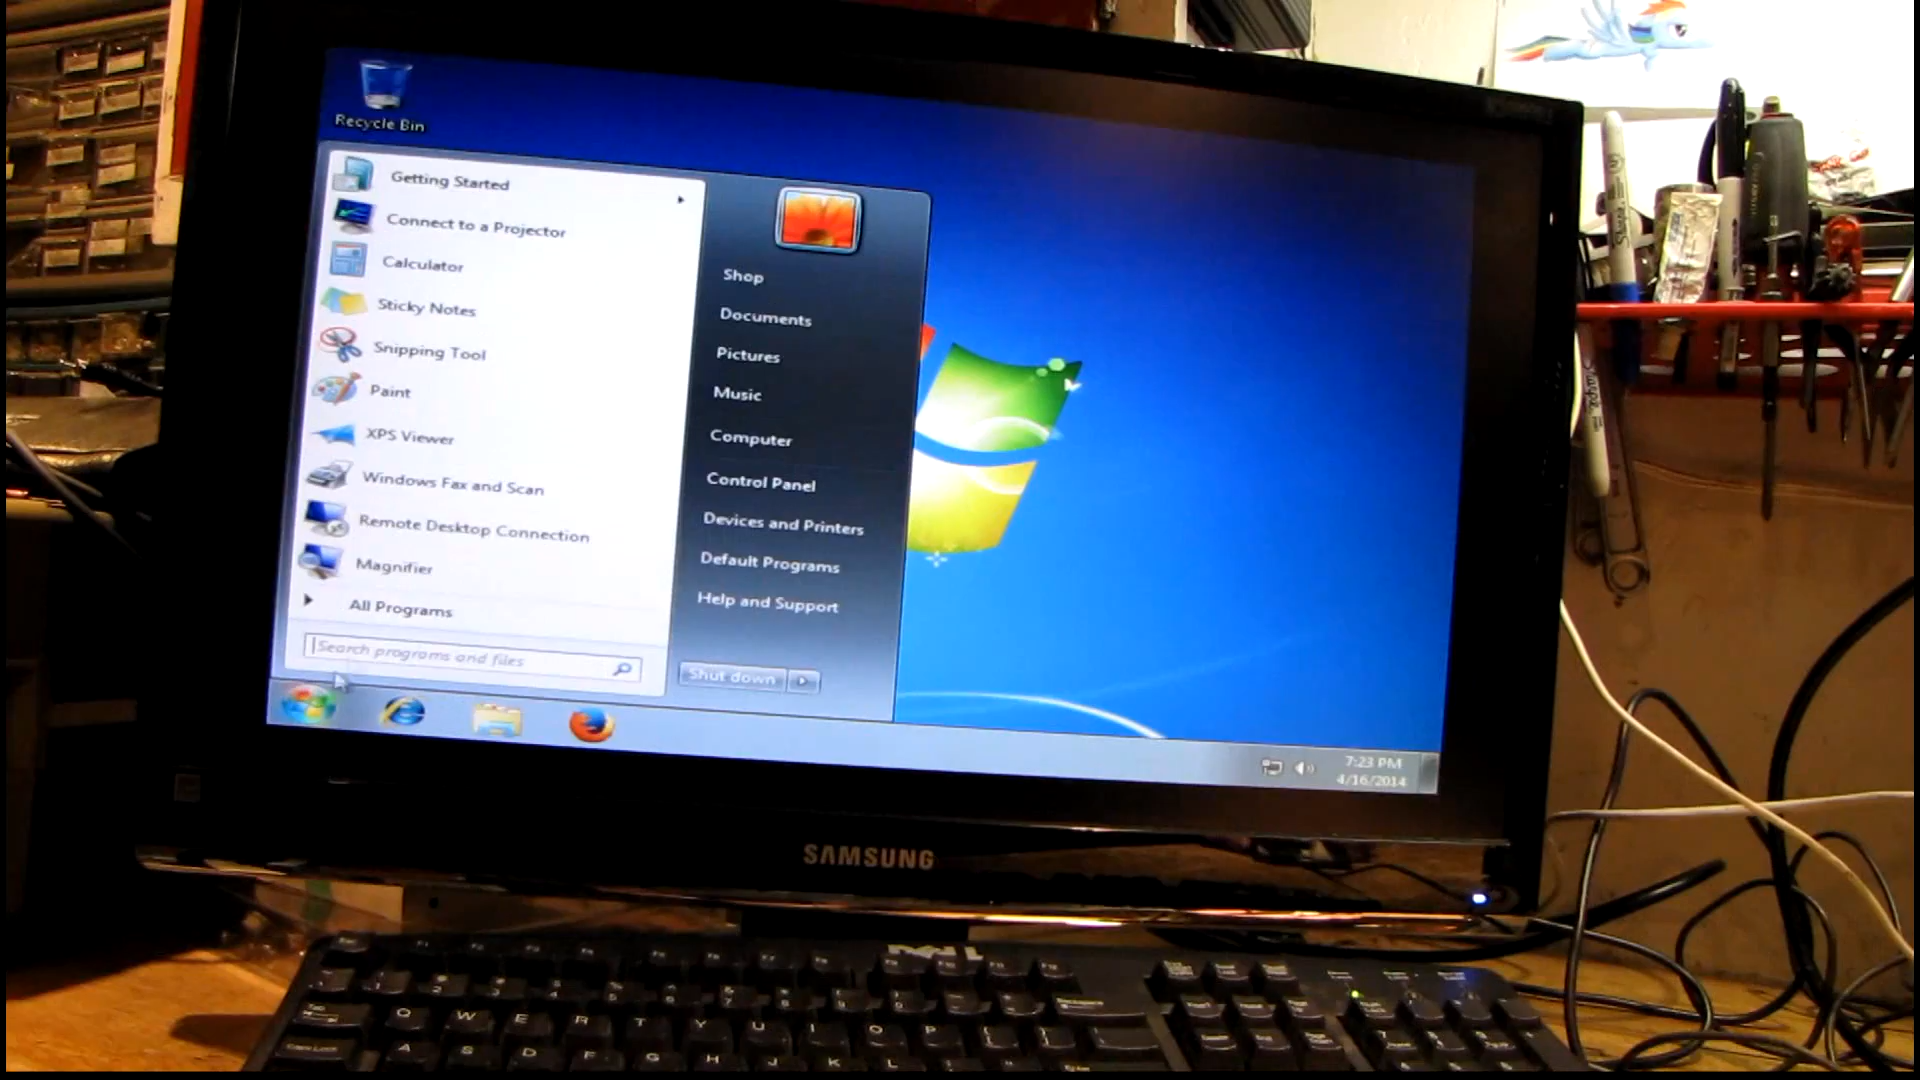 Recycle Bin
Getting Started
Connect to a Projector
Calculator
Sticky Notes
Snipping Tool
Paint
XPS Viewer
Windows Fax and Scan
Remote Desktop Connection
Magnifier
All Programs
Search programs and files
Shop
Documents
Pictures
Music
Computer
Control Panel
Devices and Printers
Default Programs
Help and Support
Shut down
7:23 PM
4/16/2014
SAMSUNG
DELL
Q W E R T Y U I O P
A S D F G H J K L